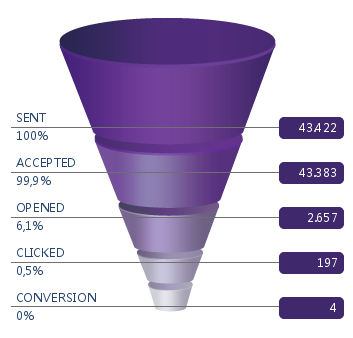 SENT
43.422
100%
ACCEPTED
43.383
99,9%
OPENED
2.657
6,1%
CLICKED
197
0,5%
CONVERSION
4
0%